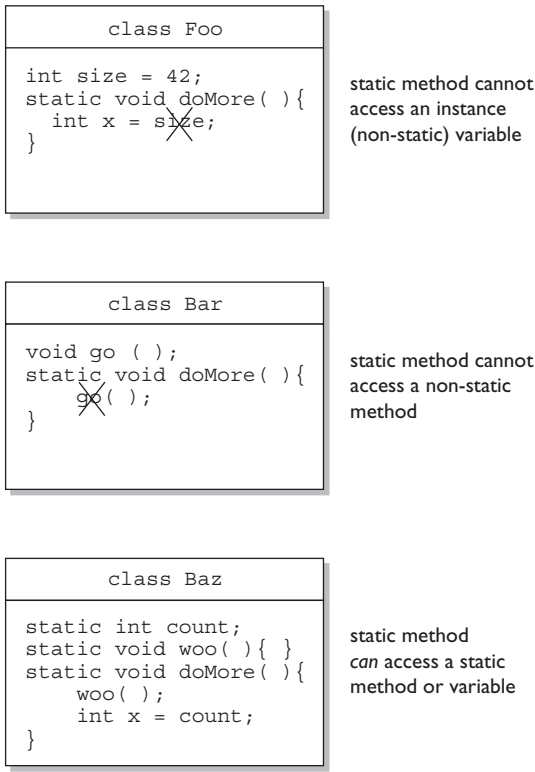 class Foo
int size = 42;
static void doMore( ){
int x = size;
}
static method cannot
access an instance
(non-static) variable
class Bar
void go ( );
static void doMore( ){
go( );
}
static method cannot
access a non-static
method
class Baz
static int count;
static void woo( ){ }
static void doMore( ){
woo( );
int x = count;
}
static method
can access a static
method or variable